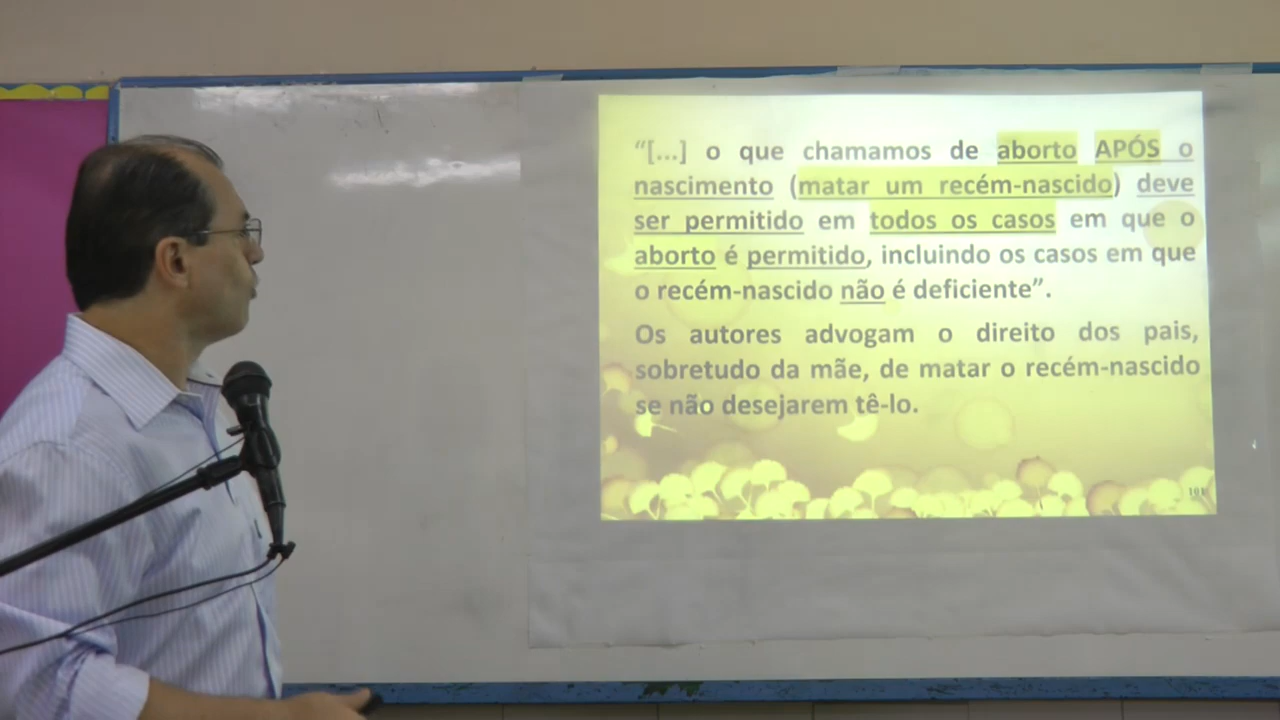 “[...] o que chamamos de aborto APÓS o
nascimento (matar um recém-nascido) deve
ser permitido em todos os casos em que o
aborto é permitido, incluindo os casos em que
o recém-nascido não é deficiente”.
Os autores advogam o direito dos pais,
sobretudo da mãe, de matar o recém-nascido
se não desejarem tê-lo.
101